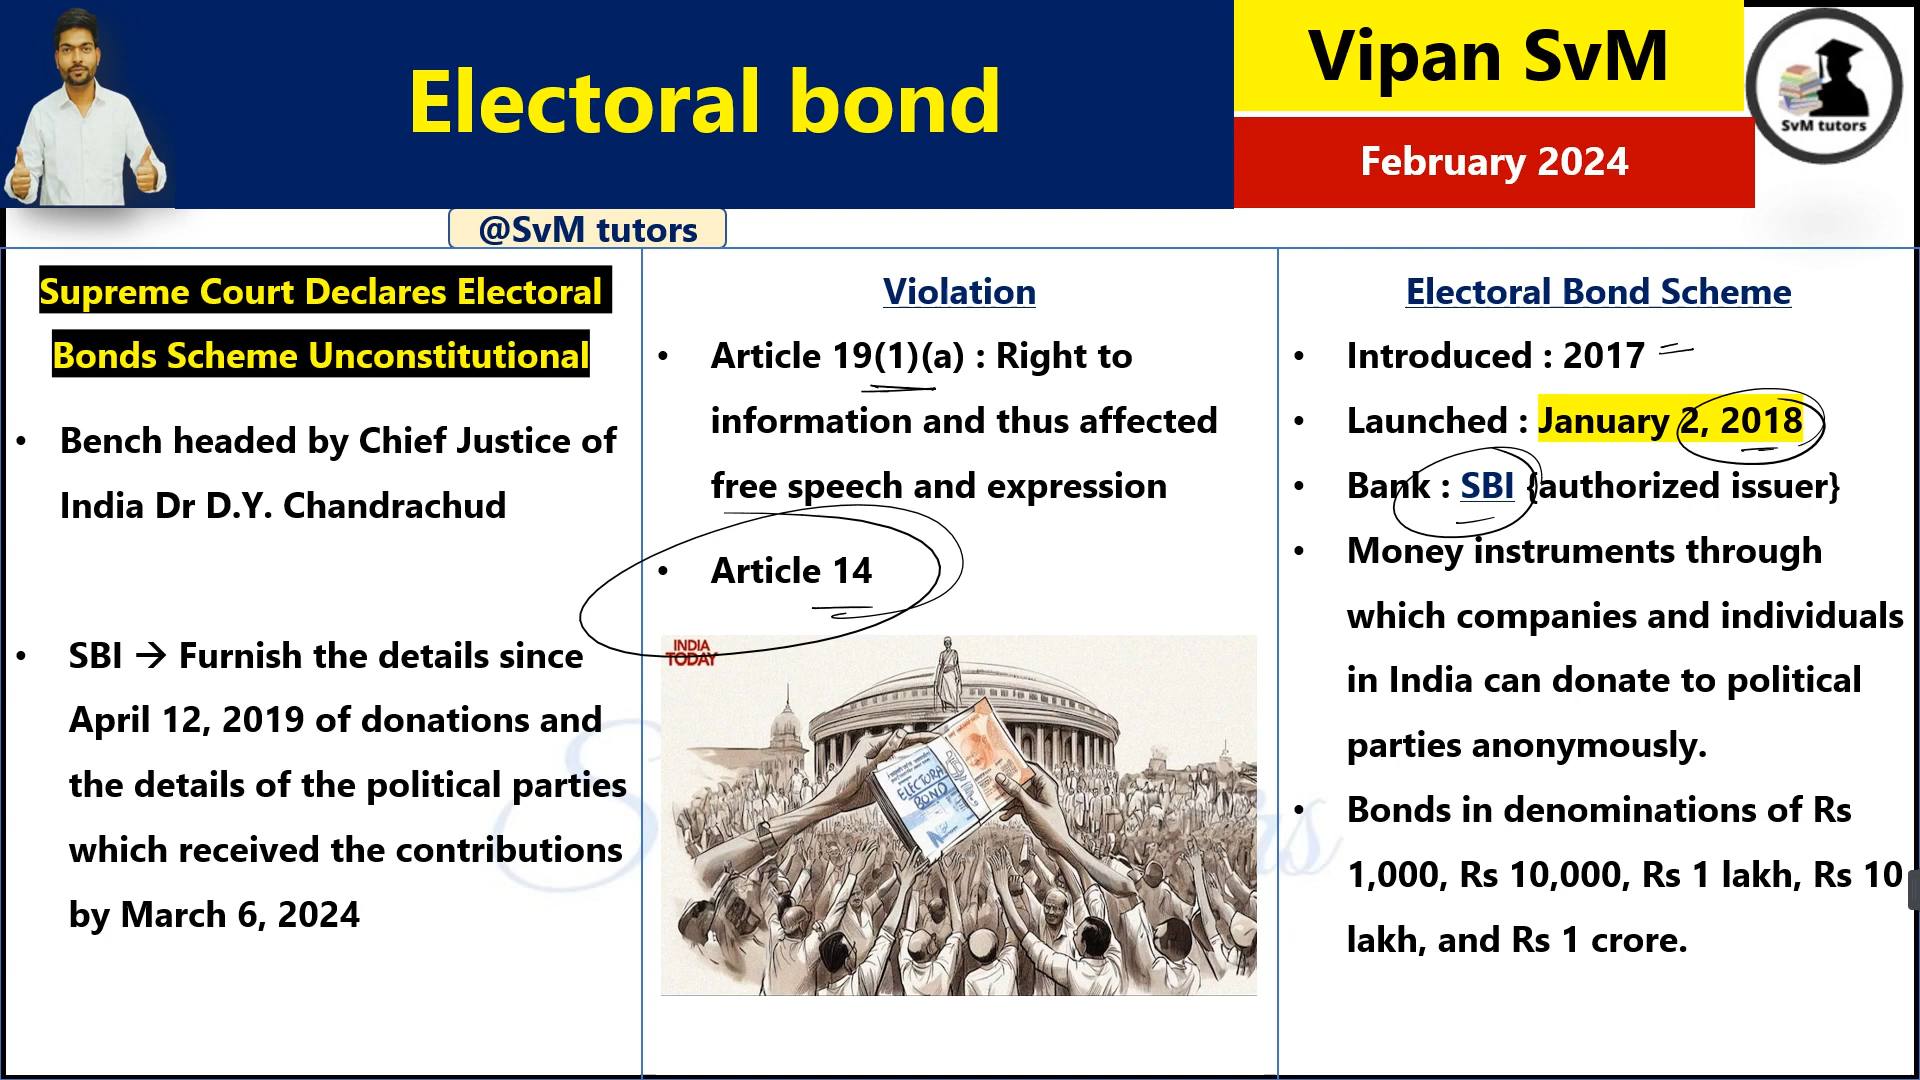 Electoral bond
Vipan SvM
February 2024
SvM tutors
@SvM tutors
Supreme Court Declares Electoral
Bonds Scheme Unconstitutional
• Bench headed by Chief Justice of
India Dr D.Y. Chandrachud
• SBI → Furnish the details since
April 12, 2019 of donations and
the details of the political parties
which received the contributions
by March 6, 2024
Violation
• Article 19(1)(a) : Right to
information and thus affected
free speech and expression
• Article 14
INDIA
TODAY
ELECTORAL
BOND
Electoral Bond Scheme
• Introduced : 2017
• Launched : January 2, 2018
• Bank : SBI {authorized issuer}
• Money instruments through
which companies and individuals
in India can donate to political
parties anonymously.
• Bonds in denominations of Rs
1,000, Rs 10,000, Rs 1 lakh, Rs 10
lakh, and Rs 1 crore.